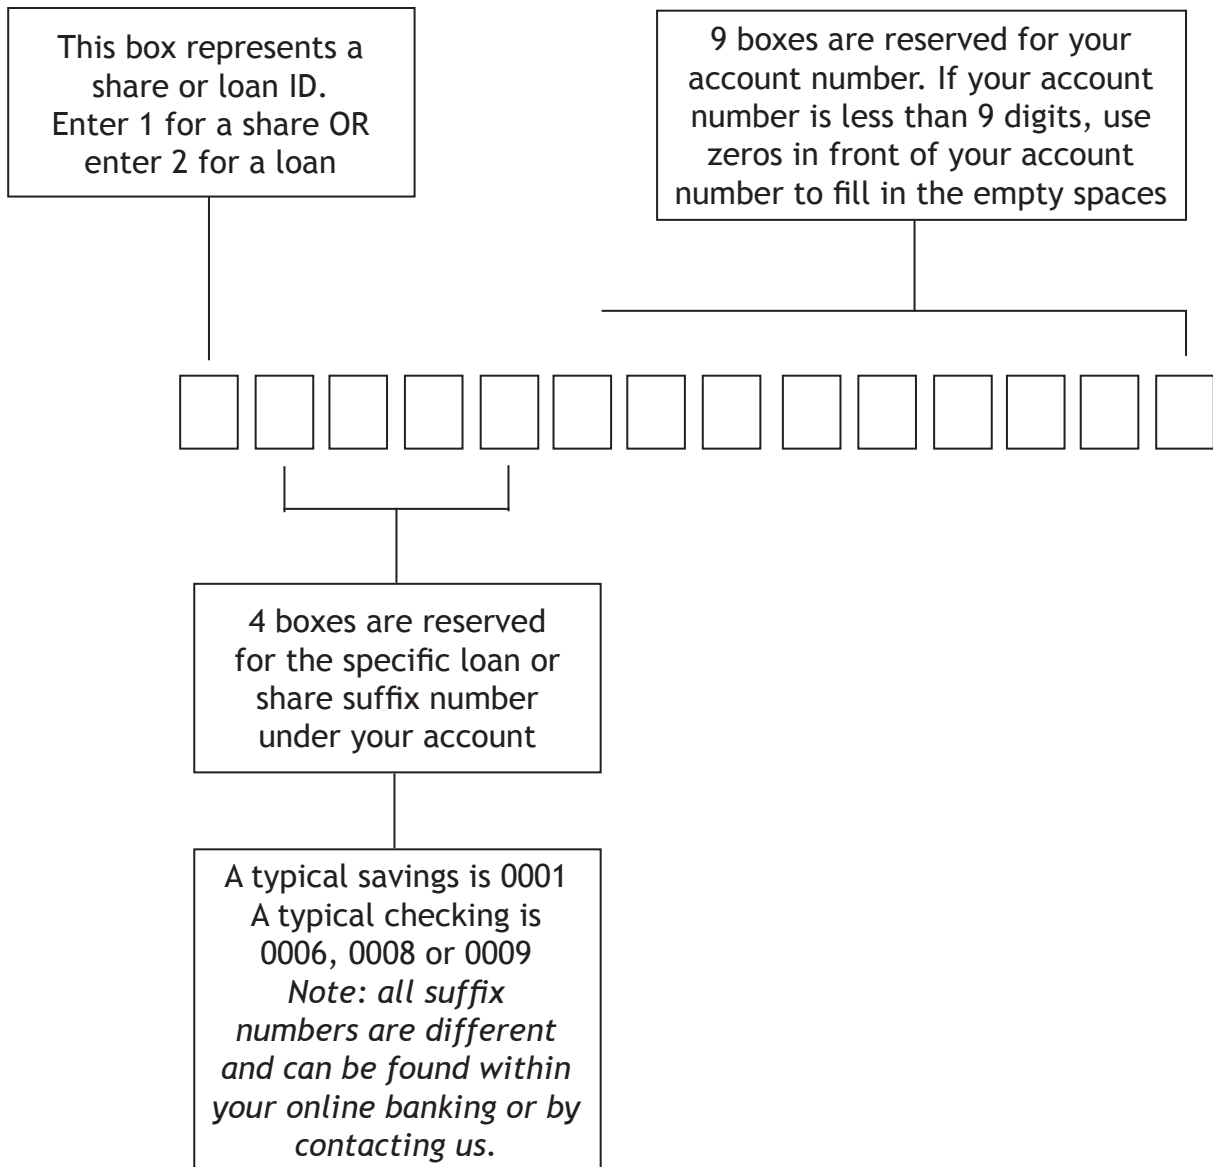 This box represents a
share or loan ID.
Enter 1 for a share OR
enter 2 for a loan
9 boxes are reserved for your
account number. If your account
number is less than 9 digits, use
zeros in front of your account
number to fill in the empty spaces
4 boxes are reserved
for the specific loan or
share suffix number
under your account
A typical savings is 0001
A typical checking is
0006, 0008 or 0009
Note: all suffix
numbers are different
and can be found within
your online banking or by
contacting us.